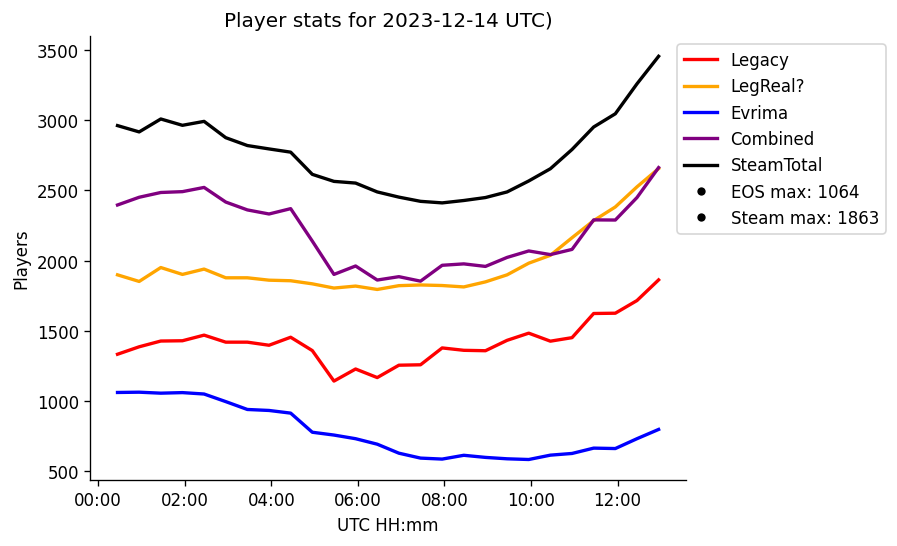 Player stats for 2023-12-14 UTC)
3500
3000
2500
2000
1500
1000
500
Players
00:00 02:00 04:00 06:00 08:00 10:00 12:00
UTC HH:mm
Legacy
LegReal?
Evrima
Combined
SteamTotal
EOS max: 1064
Steam max: 1863